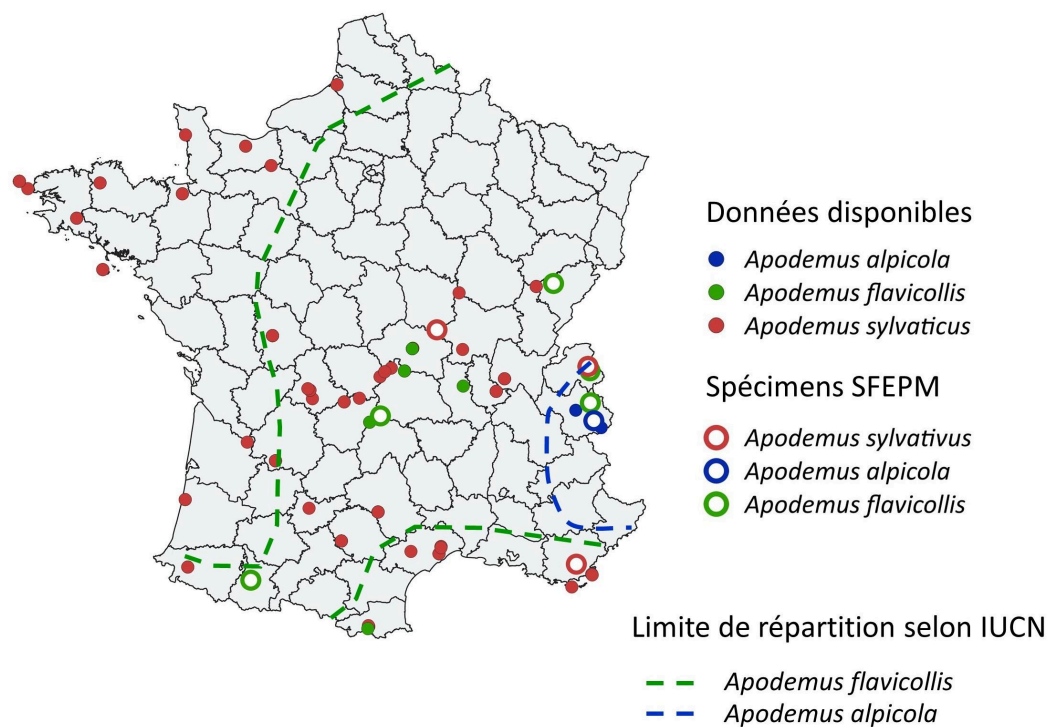 Données disponibles
Apodemus alpicola
Apodemus flavicollis
Apodemus sylvaticus
Spécimens SFEPM
Apodemus sylvativus
Apodemus alpicola
Apodemus flavicollis
Limite de répartition selon IUCN
Apodemus flavicollis
Apodemus alpicola